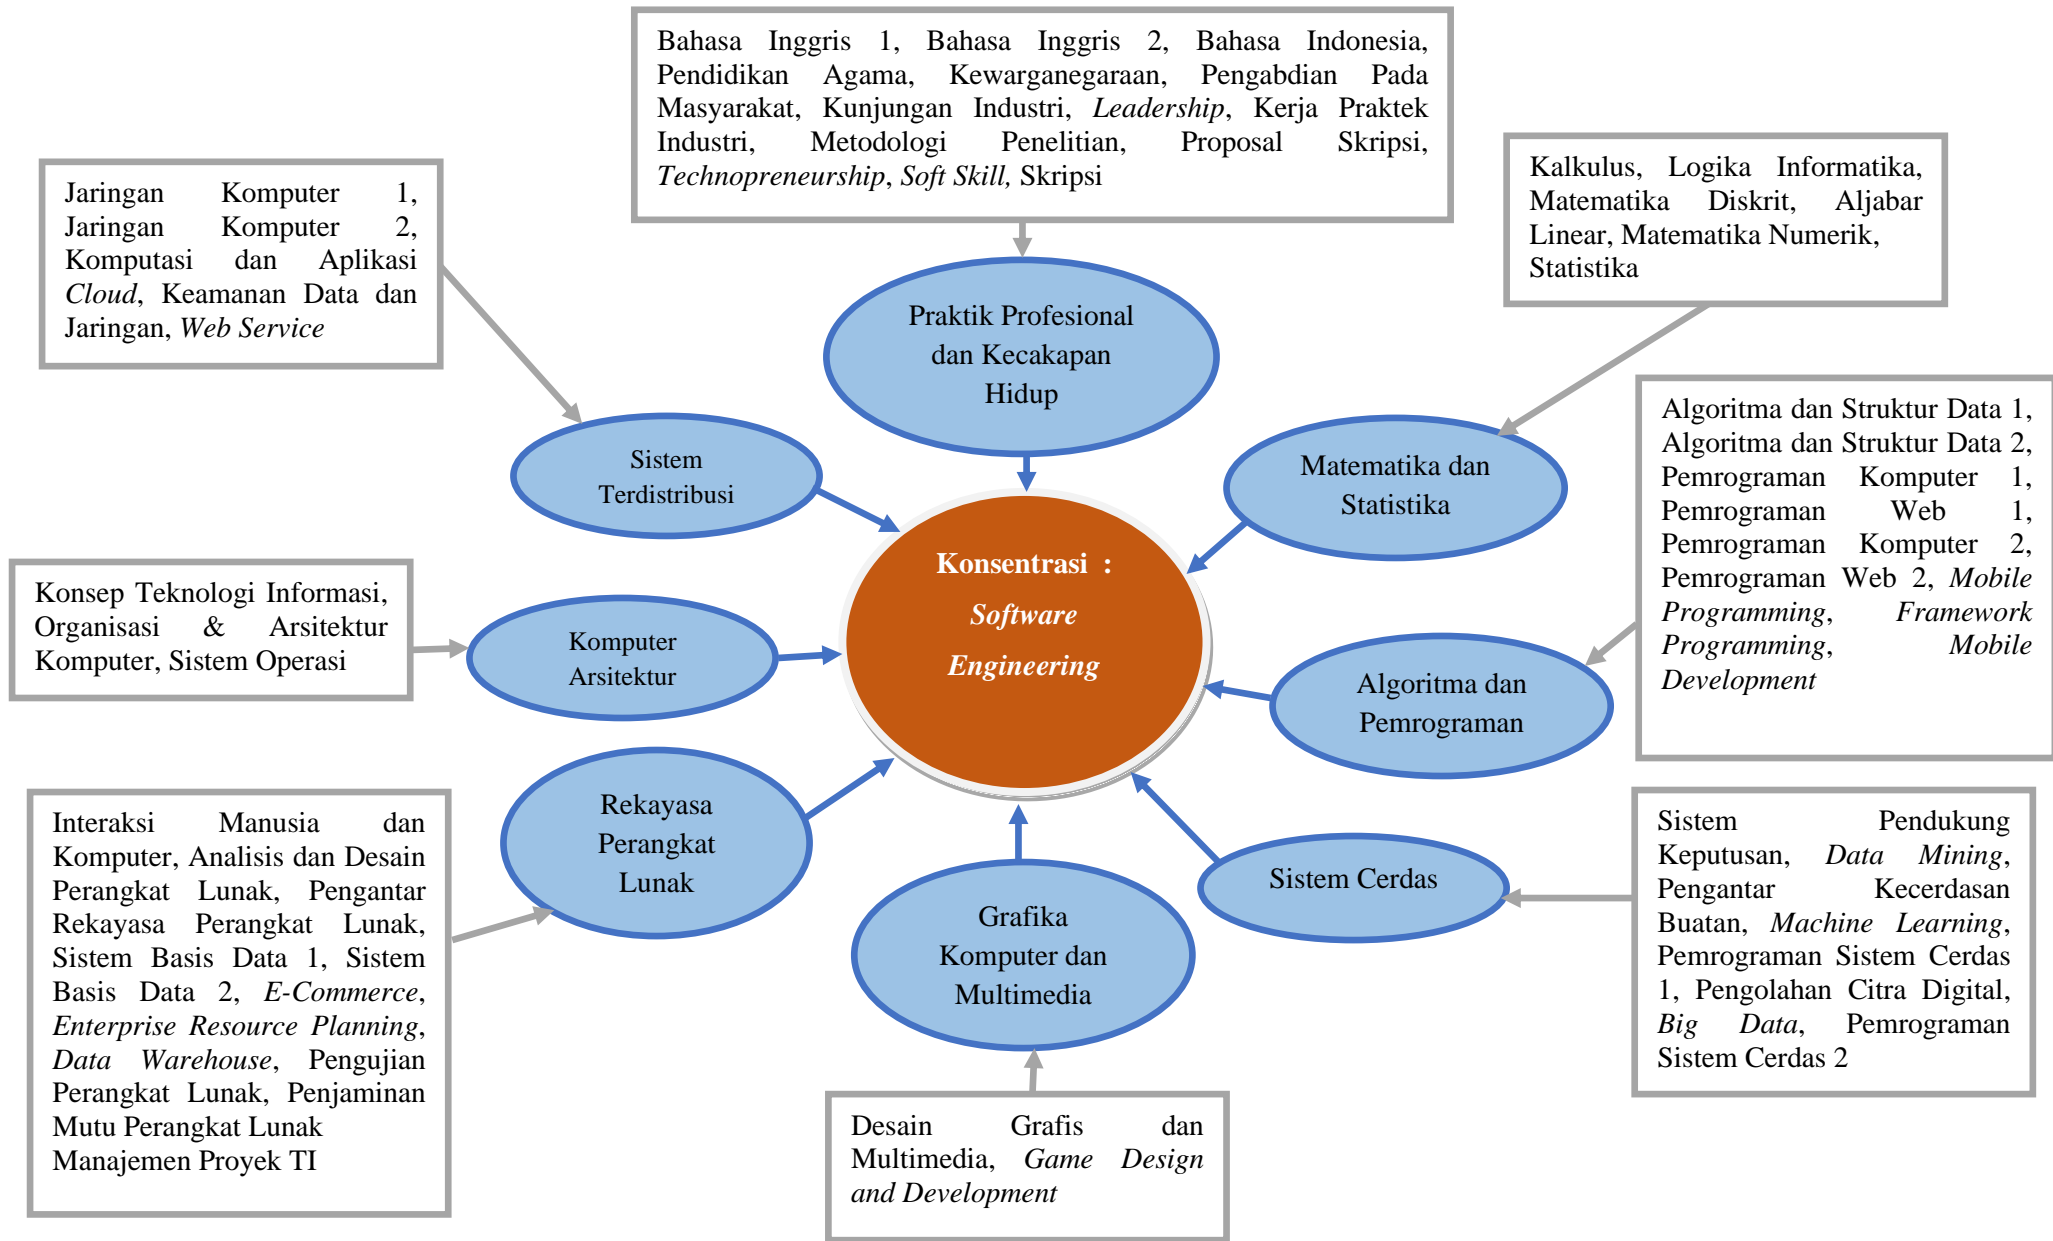 Bahasa Inggris 1, Bahasa Inggris 2, Bahasa Indonesia,
Pendidikan Agama, Kewarganegaraan, Pengabdian Pada
Masyarakat, Kunjungan Industri, Leadership, Kerja Praktek
Industri, Metodologi Penelitian, Proposal Skripsi,
Technopreneurship, Soft Skill, Skripsi
Jaringan Komputer 1,
Jaringan Komputer 2,
Komputasi dan Aplikasi
Cloud, Keamanan Data dan
Jaringan, Web Service
Kalkulus, Logika Informatika,
Matematika Diskrit, Aljabar
Linear, Matematika Numerik,
Statistika
Praktik Profesional
dan Kecakapan
Hidup
Sistem
Terdistribusi
Matematika dan
Statistika
Algoritma dan Struktur Data 1,
Algoritma dan Struktur Data 2,
Pemrograman Komputer 1,
Pemrograman Web 1,
Pemrograman Komputer 2,
Pemrograman Web 2, Mobile
Programming, Framework
Programming, Mobile
Development
Konsentrasi :
Software
Engineering
Konsep Teknologi Informasi,
Organisasi & Arsitektur
Komputer, Sistem Operasi
Komputer
Arsitektur
Algoritma dan
Pemrograman
Rekayasa
Perangkat
Lunak
Interaksi Manusia dan
Komputer, Analisis dan Desain
Perangkat Lunak, Pengantar
Rekayasa Perangkat Lunak,
Sistem Basis Data 1, Sistem
Basis Data 2, E-Commerce,
Enterprise Resource Planning,
Data Warehouse, Pengujian
Perangkat Lunak, Penjaminan
Mutu Perangkat Lunak
Manajemen Proyek TI
Grafika
Komputer dan
Multimedia
Sistem Cerdas
Sistem Pendukung
Keputusan, Data Mining,
Pengantar Kecerdasan
Buatan, Machine Learning,
Pemrograman Sistem Cerdas
1, Pengolahan Citra Digital,
Big Data, Pemrograman
Sistem Cerdas 2
Desain Grafis dan
Multimedia, Game Design
and Development